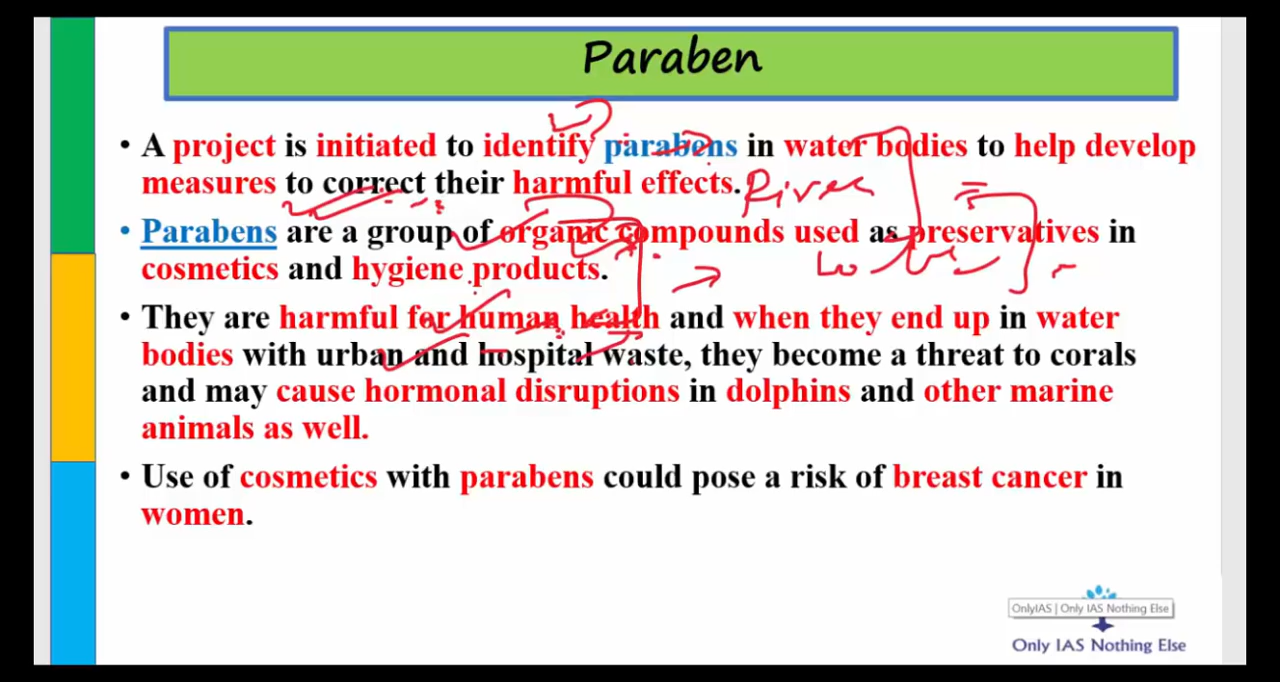 Paraben
• A project is initiated to identify parabens in water bodies to help develop
measures to correct their harmful effects.
River
• Parabens are a group of organic compounds used as preservatives in
cosmetics and hygiene products.
• They are harmful for human health and when they end up in water
bodies with urban and hospital waste, they become a threat to corals
and may cause hormonal disruptions in dolphins and other marine
animals as well.
• Use of cosmetics with parabens could pose a risk of breast cancer in
women.
OnlyIAS | Only IAS Nothing Else
Only IAS Nothing Else